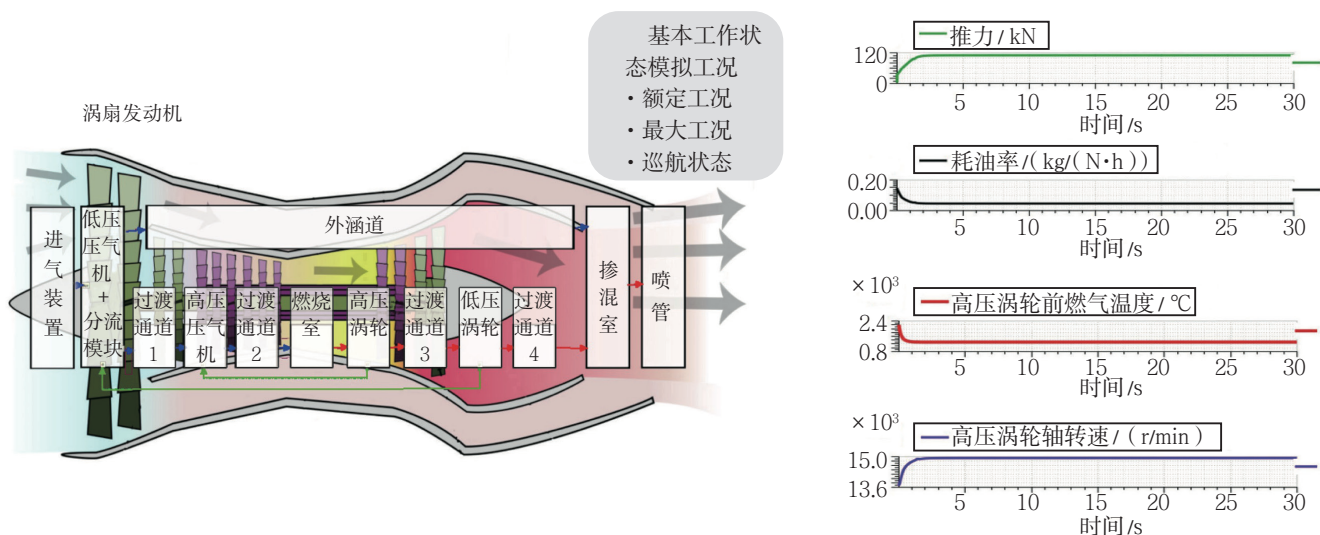 基本工作状
态模拟工况
·额定工况
·最大工况
·巡航状态
涡扇发动机
进
气
装
置
低压
压气
机
+
分流
模块
外涵道
过渡
通道
1
高压
压气
机
过渡
通道
2
燃烧
室
高压
涡轮
过渡
通道
3
低压
涡轮
过渡
通道
4
掺
混
室
喷
管
推力/kN
120
0
5 10 15 20 25 30
时间/s
耗油率/(kg/(N·h))
0.20
0.00
5 10 15 20 25 30
时间/s
×10³
高压涡轮前燃气温度/℃
2.4
0.8
5 10 15 20 25 30
时间/s
×10³
高压涡轮轴转速/(r/min)
15.0
13.6
5 10 15 20 25 30
时间/s